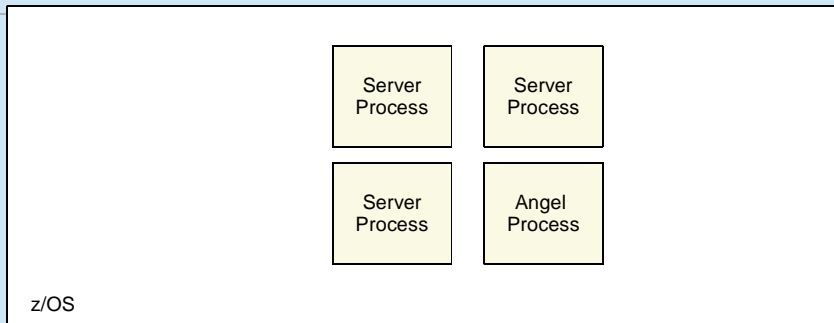 Server
Process
Server
Process
Server
Process
Angel
Process
z/OS